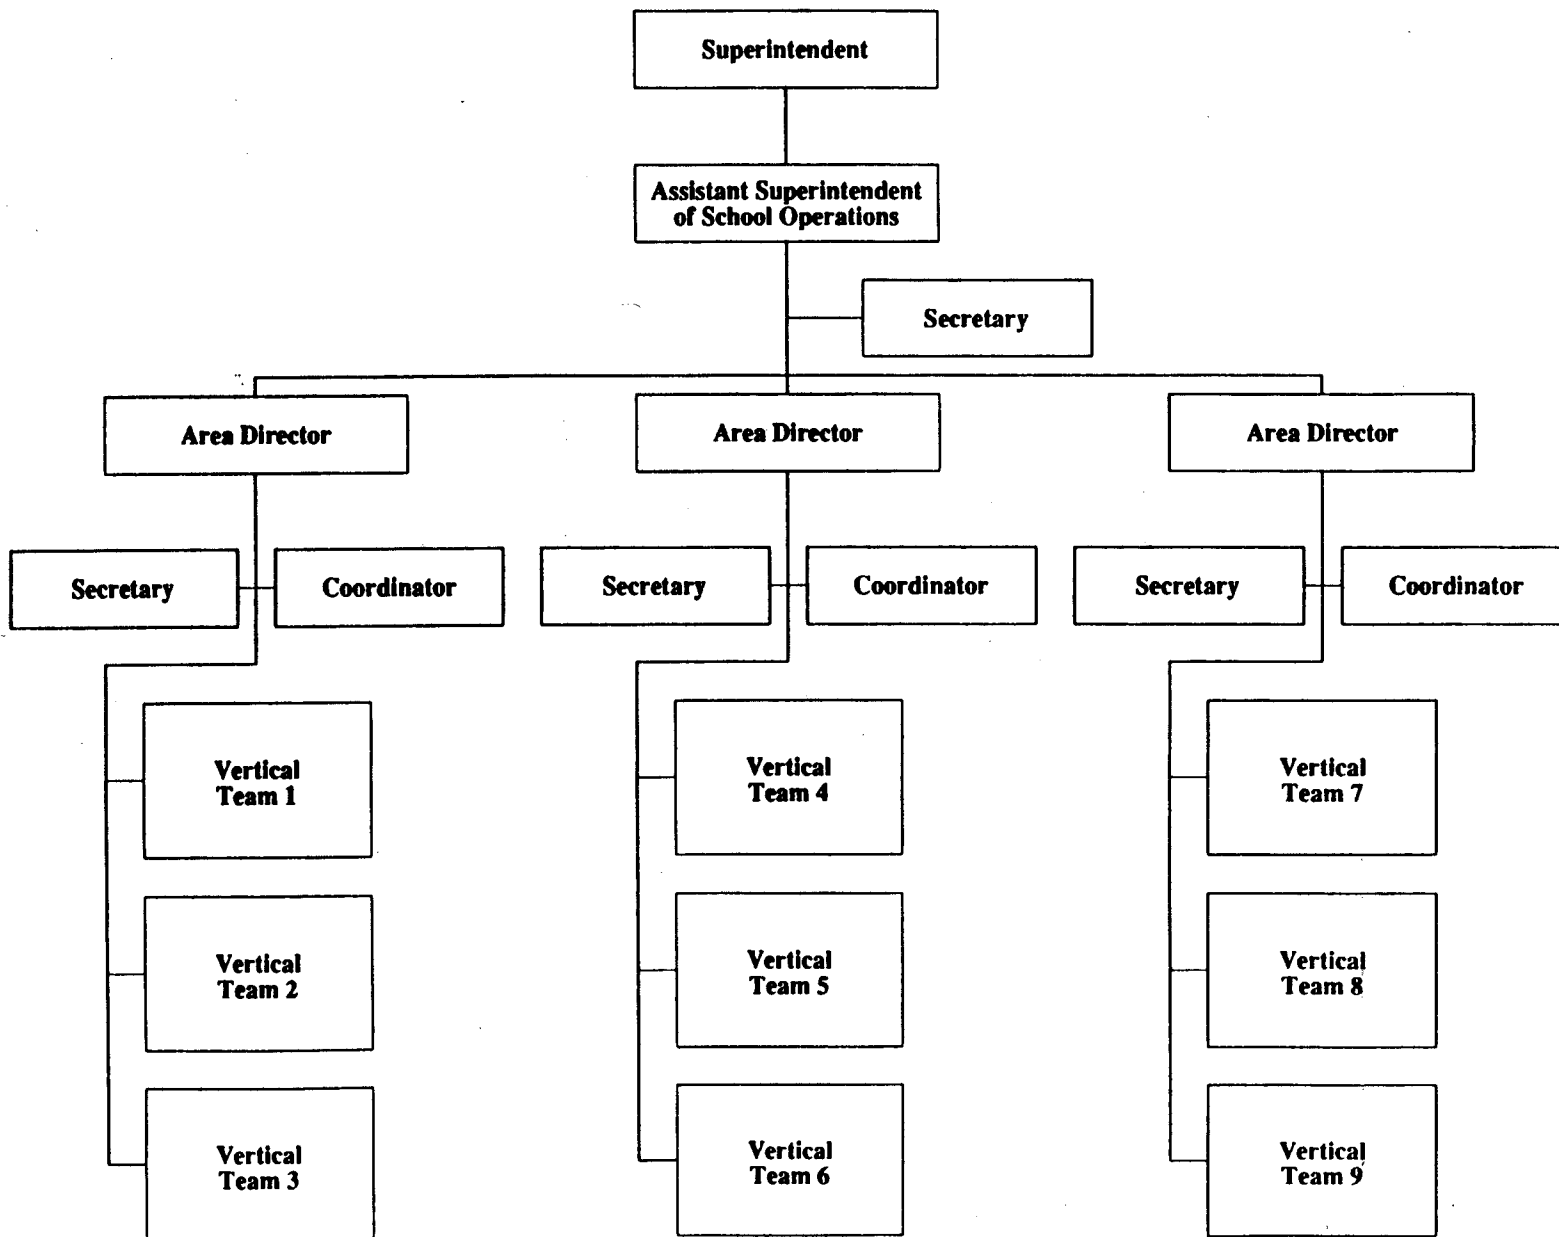 Superintendent
Assistant Superintendent
of School Operations
Secretary
Area Director
Area Director
Area Director
Secretary
Coordinator
Secretary
Coordinator
Secretary
Coordinator
Vertical
Team 1
Vertical
Team 4
Vertical
Team 7
Vertical
Team 2
Vertical
Team 5
Vertical
Team 8
Vertical
Team 3
Vertical
Team 6
Vertical
Team 9